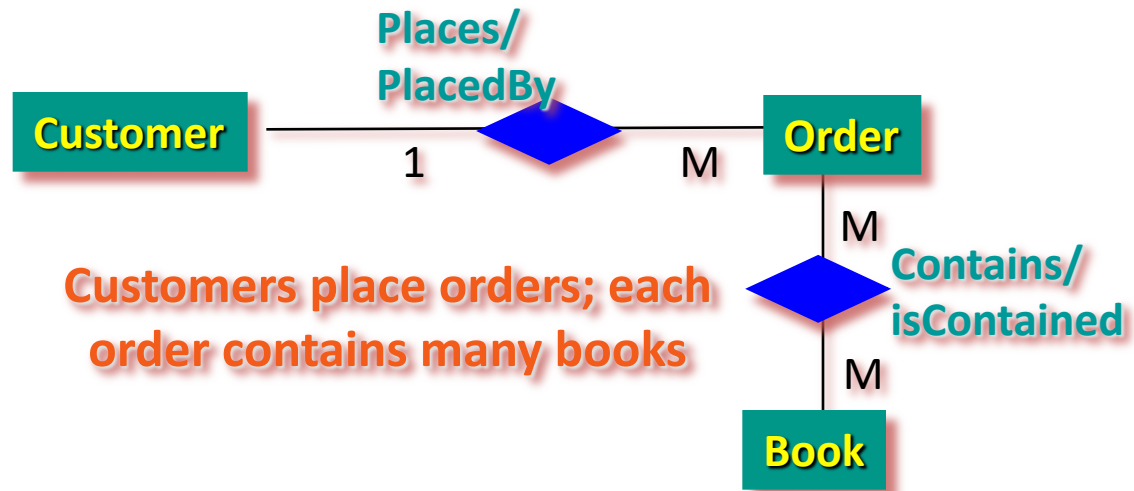 Places/
PlacedBy
Customer
Order
1
M
M
Contains/
isContained
Customers place orders; each
order contains many books
M
Book